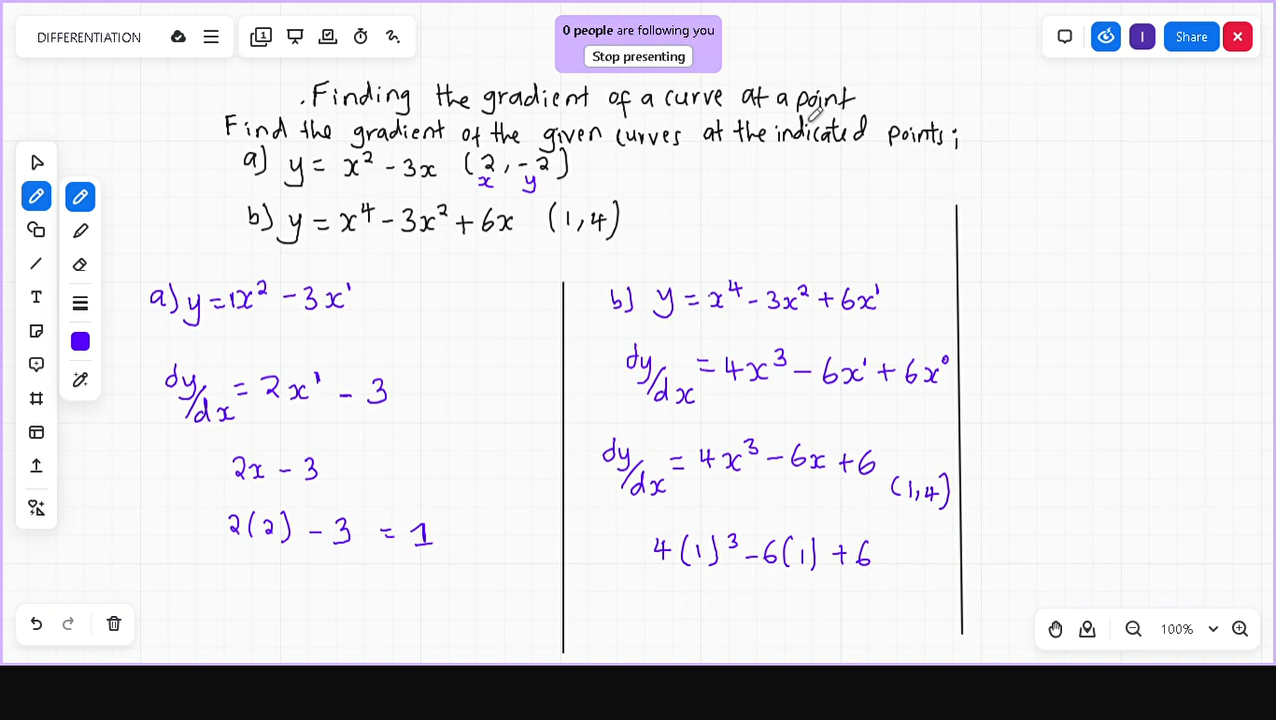 DIFFERENTIATION
1
0 people are following you
Stop presenting
I
Share
.Finding the gradient of a curve at a point
Find the gradient of the given curves at the indicated points;
a) y = x² - 3x (2, -2)
x y
b) y = x⁴ - 3x² + 6x (1,4)
a) y = 1x² - 3x¹
dy/dx = 2x¹ - 3
2x - 3
2(2) - 3 = 1
b) y = x⁴ - 3x² + 6x¹
dy/dx = 4x³ - 6x¹ + 6x⁰
dy/dx = 4x³ - 6x + 6
(1,4)
4(1)³ - 6(1) + 6
T
100%